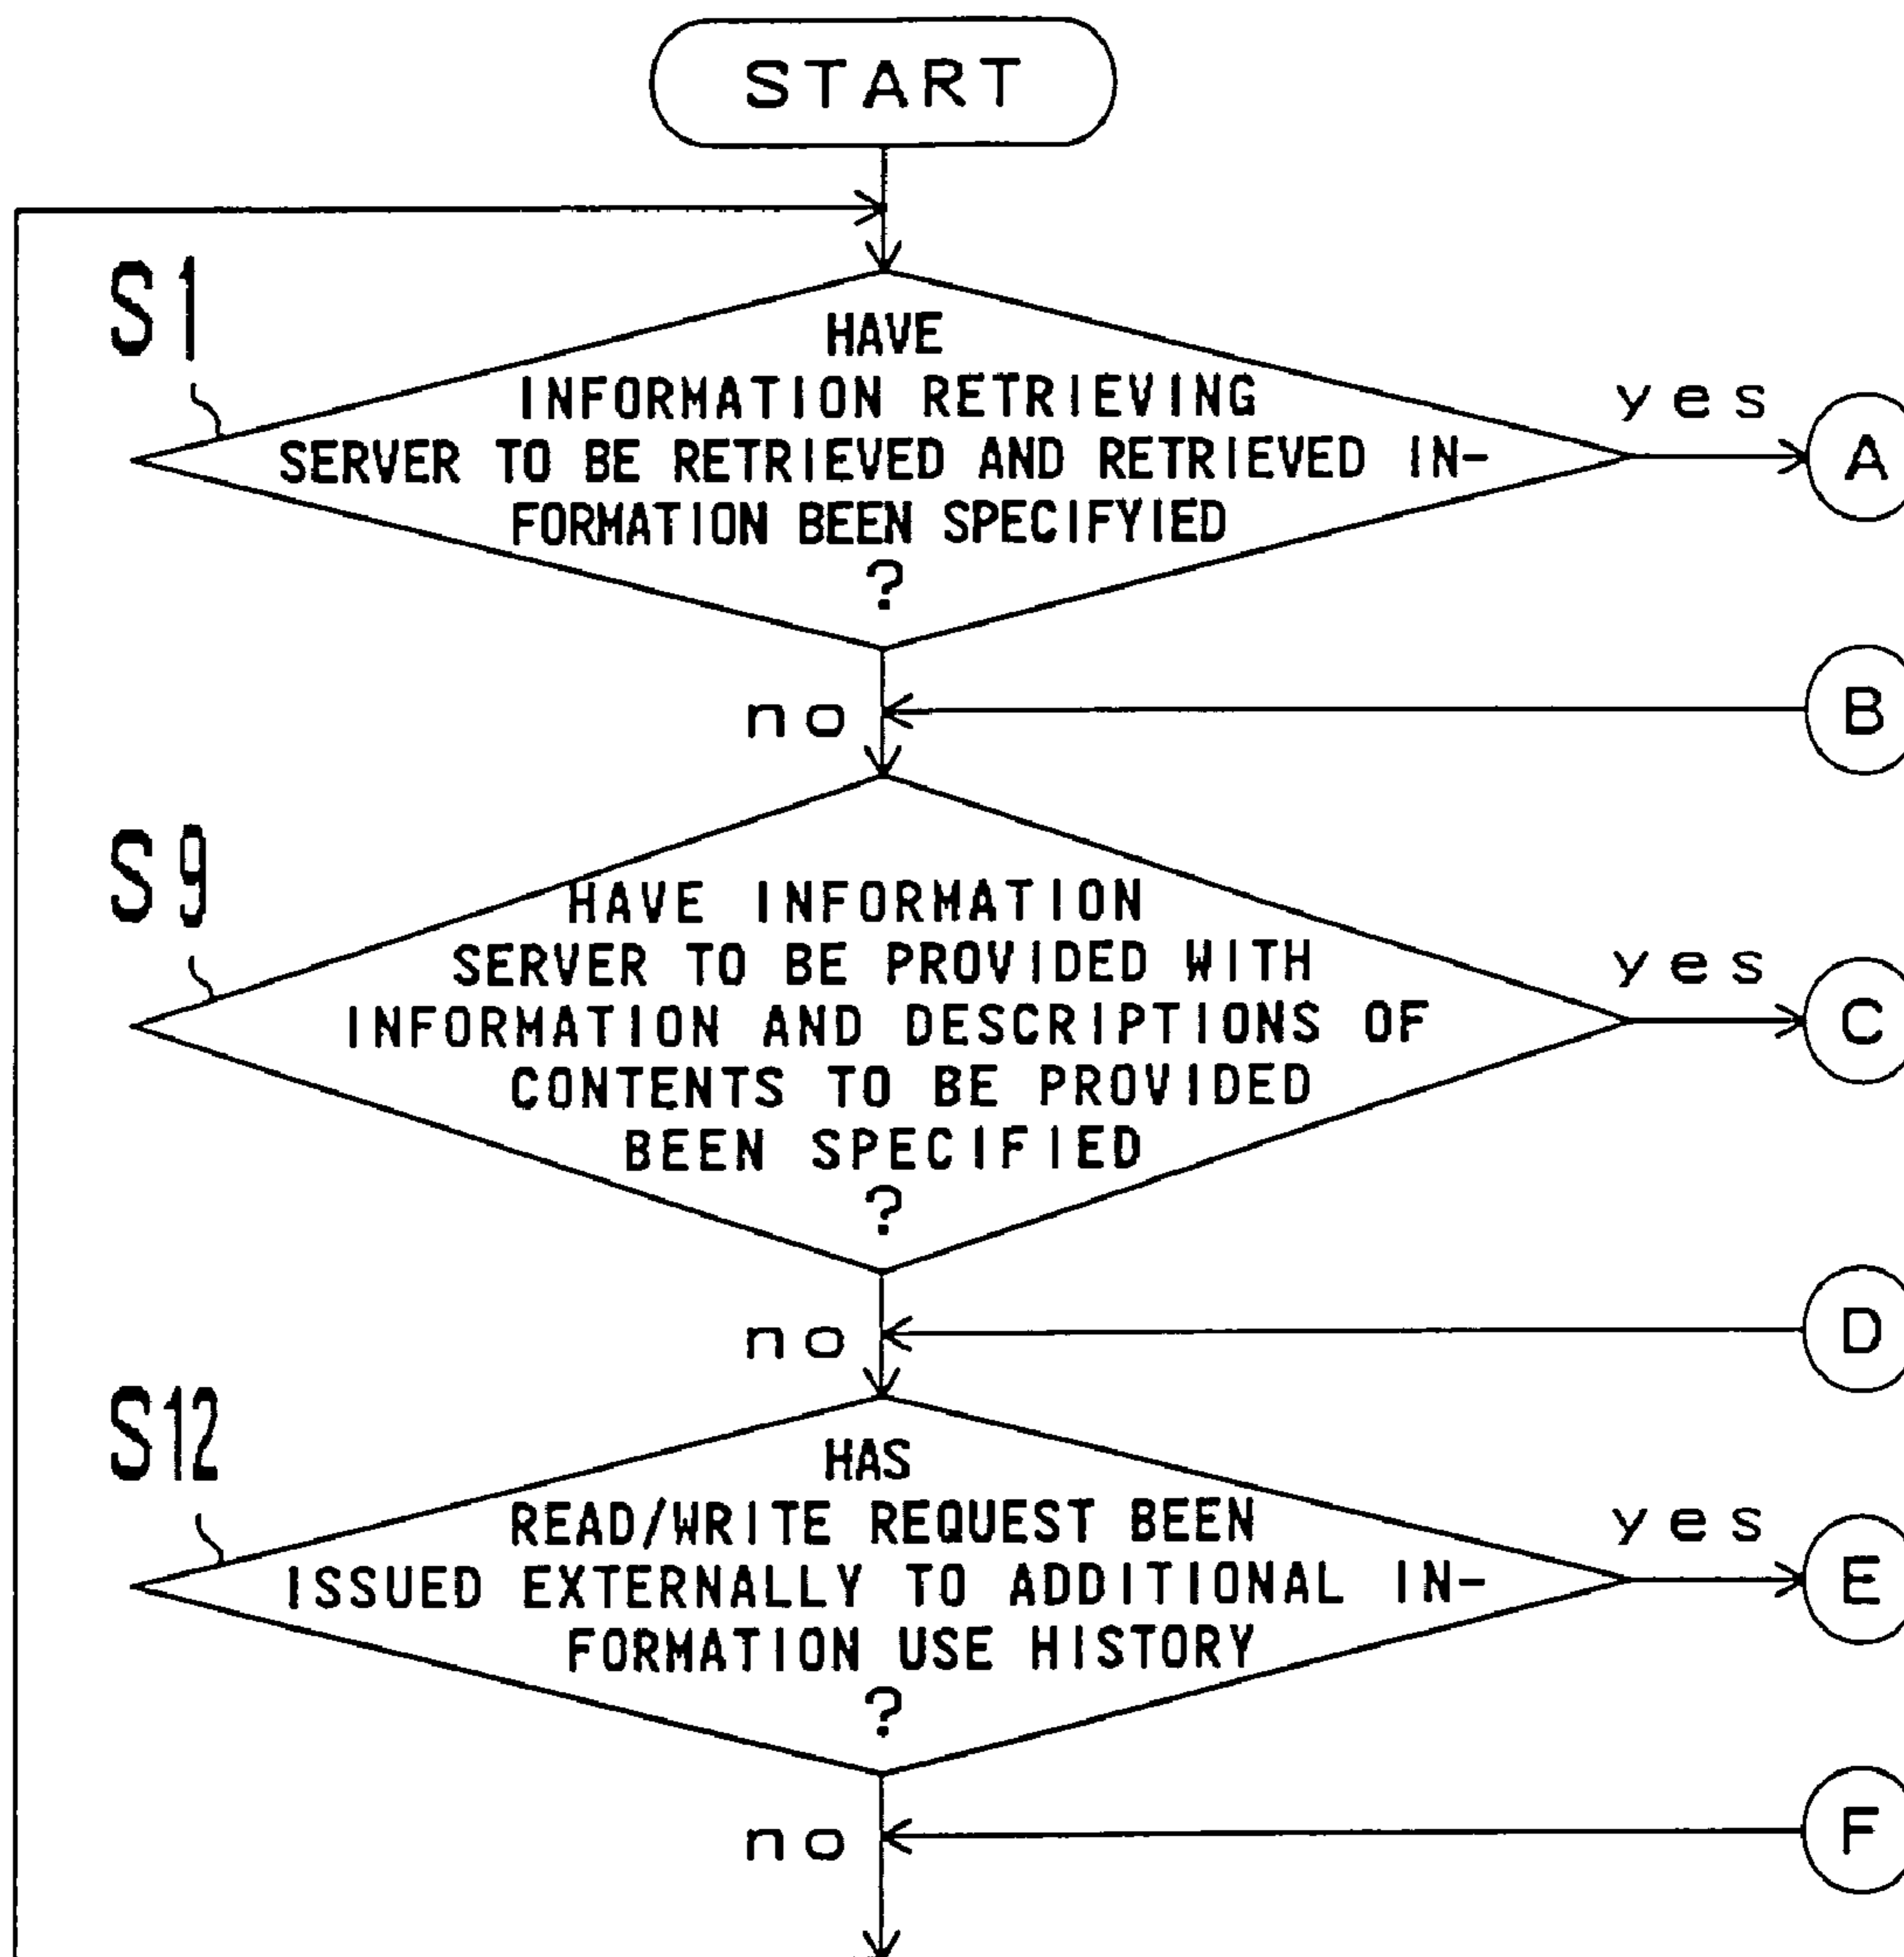 START
S1
HAVE
INFORMATION RETRIEVING
SERVER TO BE RETRIEVED AND RETRIEVED IN-
FORMATION BEEN SPECIFYIED
?
yes
A
no
B
S9
HAVE INFORMATION
SERVER TO BE PROVIDED WITH
INFORMATION AND DESCRIPTIONS OF
CONTENTS TO BE PROVIDED
BEEN SPECIFIED
?
yes
C
no
D
S12
HAS
READ/WRITE REQUEST BEEN
ISSUED EXTERNALLY TO ADDITIONAL IN-
FORMATION USE HISTORY
?
yes
E
no
F